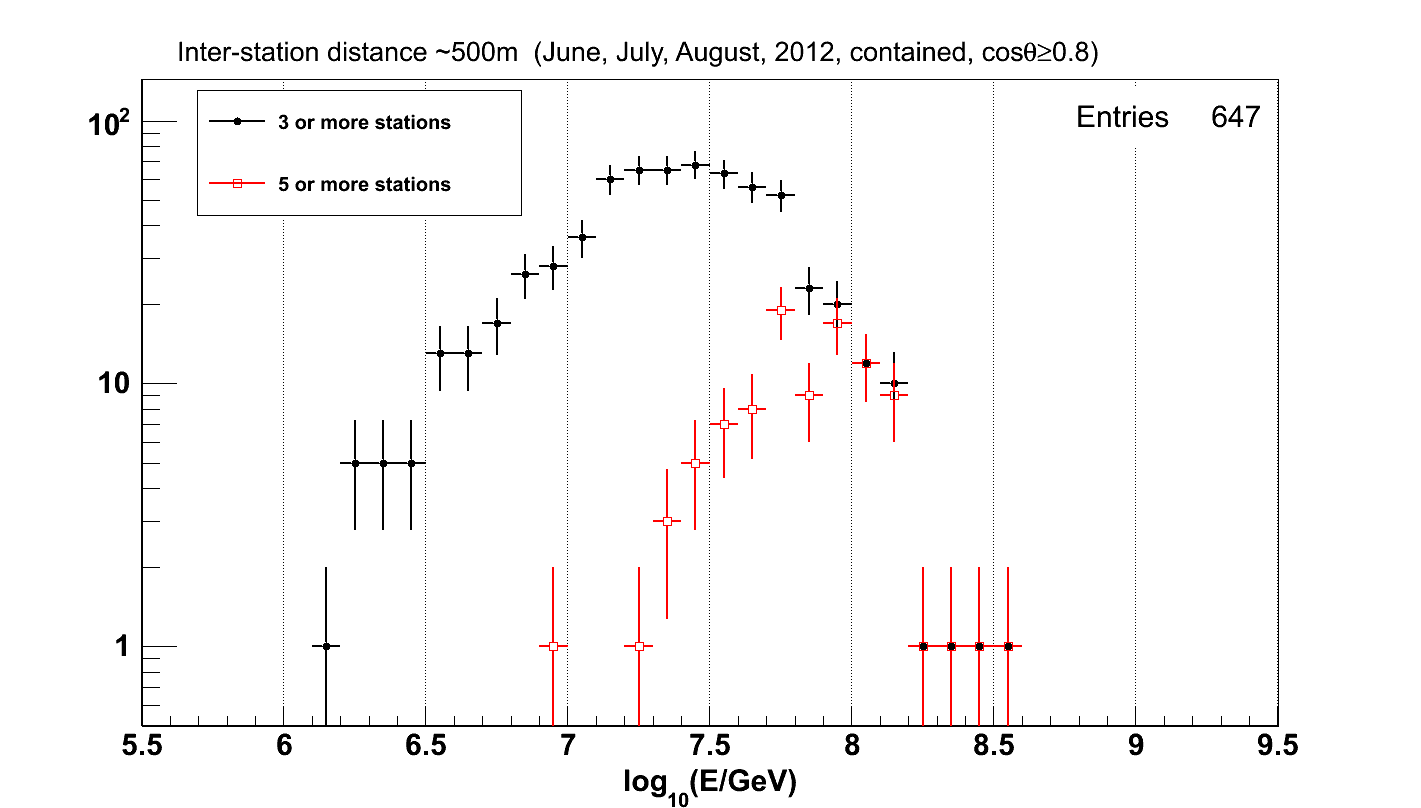 Inter-station distance ~500m (June, July, August, 2012, contained, cosθ≥0.8)
3 or more stations
5 or more stations
Entries 647
10²
10
1
5.5 6 6.5 7 7.5 8 8.5 9 9.5
log₁₀(E/GeV)